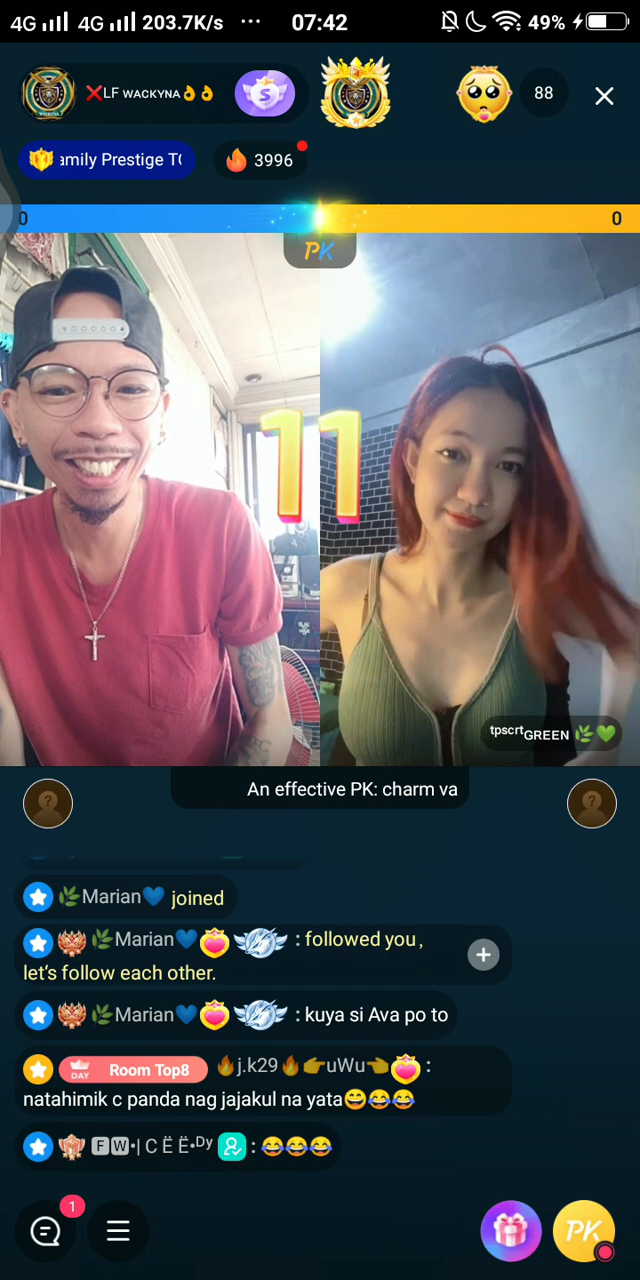 4G 4G 203.7K/s ··· 07:42 49%
❌LF WACKYNA👌👌 S 88
amily Prestige TO 3996
0 0
PK
11
ᵗᵖˢᶜʳᵗGREEN 🌿💚
An effective PK: charm va
🌿Marian💙 joined
🌿Marian💙 : followed you,
let's follow each other.
🌿Marian💙 : kuya si Ava po to
DAY Room Top8 🔥j.k29🔥👉uWu👈 :
natahimik c panda nag jajakul na yata😄😂😂
🅵🆆•| C Ë Ë•ᴰʸ : 😂😂😂
1
PK